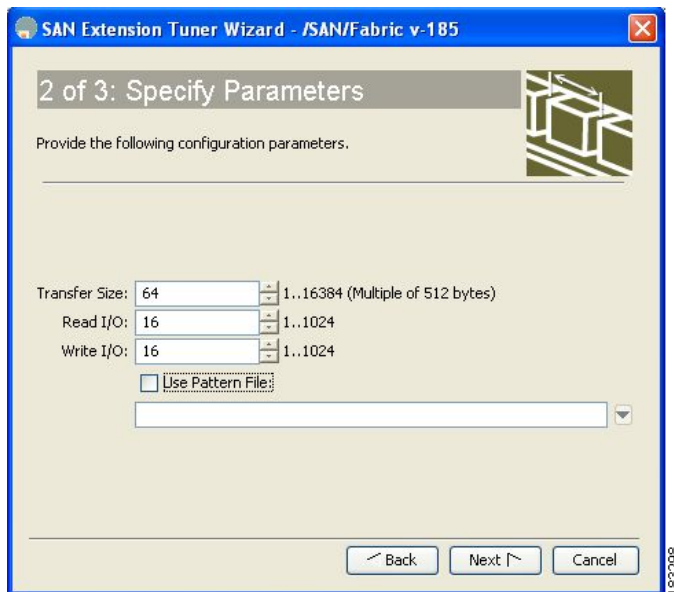 SAN Extension Tuner Wizard - /SAN/Fabric v-185
2 of 3: Specify Parameters
Provide the following configuration parameters.
Transfer Size: 64 1..16384 (Multiple of 512 bytes)
Read I/O: 16 1..1024
Write I/O: 16 1..1024
Use Pattern File:
Back Next Cancel